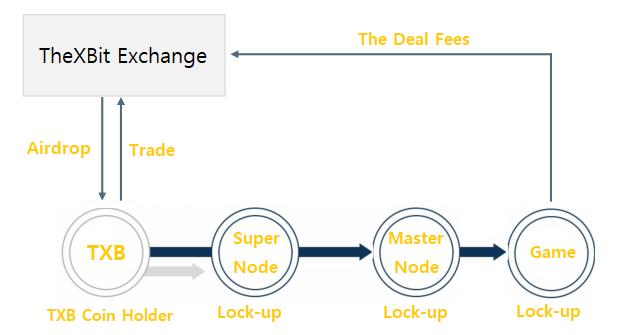 The Deal Fees
TheXBit Exchange
Airdrop
Trade
TXB
Super
Node
Master
Node
Game
TXB Coin Holder
Lock-up
Lock-up
Lock-up